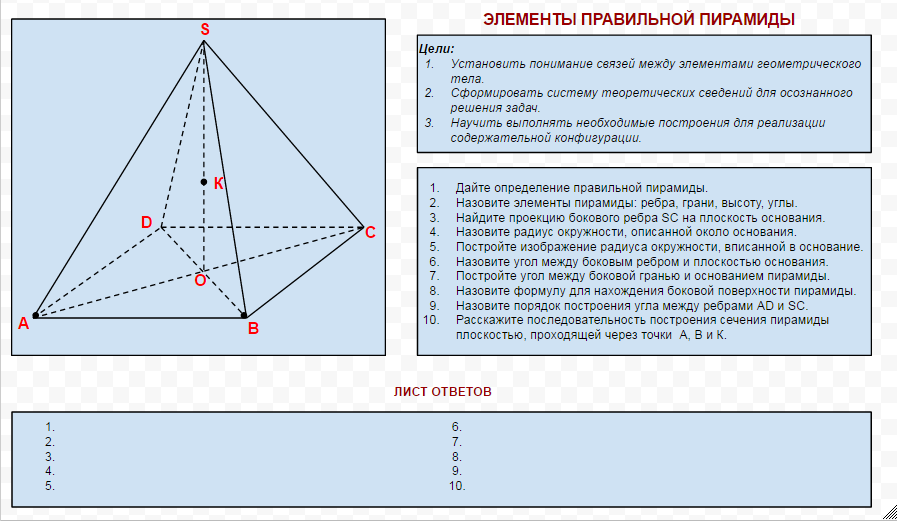 ЭЛЕМЕНТЫ ПРАВИЛЬНОЙ ПИРАМИДЫ
S
K
D
C
O
A
B
Цели:
1. Установить понимание связей между элементами геометрического
тела.
2. Сформировать систему теоретических сведений для осознанного
решения задач.
3. Научить выполнять необходимые построения для реализации
содержательной конфигурации.
1. Дайте определение правильной пирамиды.
2. Назовите элементы пирамиды: ребра, грани, высоту, углы.
3. Найдите проекцию бокового ребра SC на плоскость основания.
4. Назовите радиус окружности, описанной около основания.
5. Постройте изображение радиуса окружности, вписанной в основание.
6. Назовите угол между боковым ребром и плоскостью основания.
7. Постройте угол между боковой гранью и основанием пирамиды.
8. Назовите формулу для нахождения боковой поверхности пирамиды.
9. Назовите порядок построения угла между ребрами AD и SC.
10. Расскажите последовательность построения сечения пирамиды
плоскостью, проходящей через точки А, В и К.
ЛИСТ ОТВЕТОВ
1.
2.
3.
4.
5.
6.
7.
8.
9.
10.